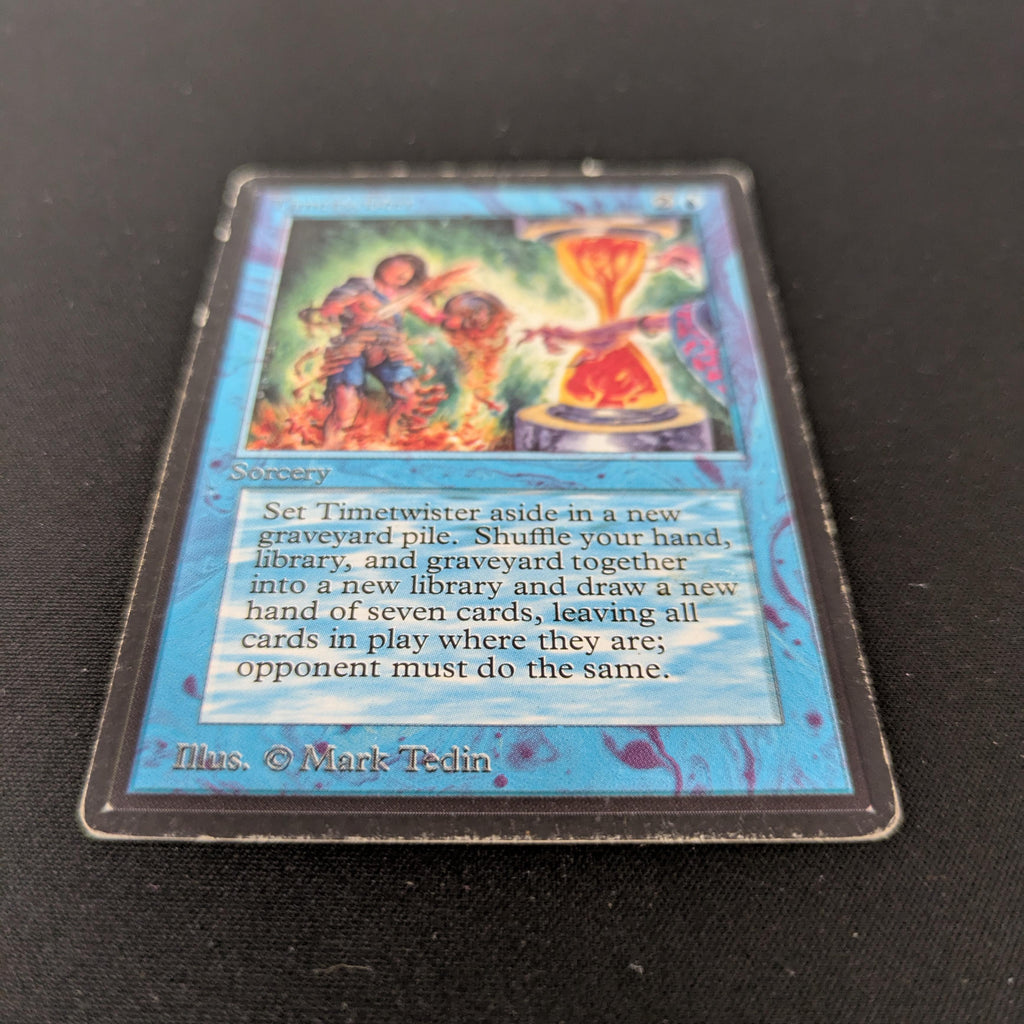 Sorcery
Set Timetwister aside in a new
graveyard pile. Shuffle your hand,
library, and graveyard together
into a new library and draw a new
hand of seven cards, leaving all
cards in play where they are;
opponent must do the same.
Illus. © Mark Tedin